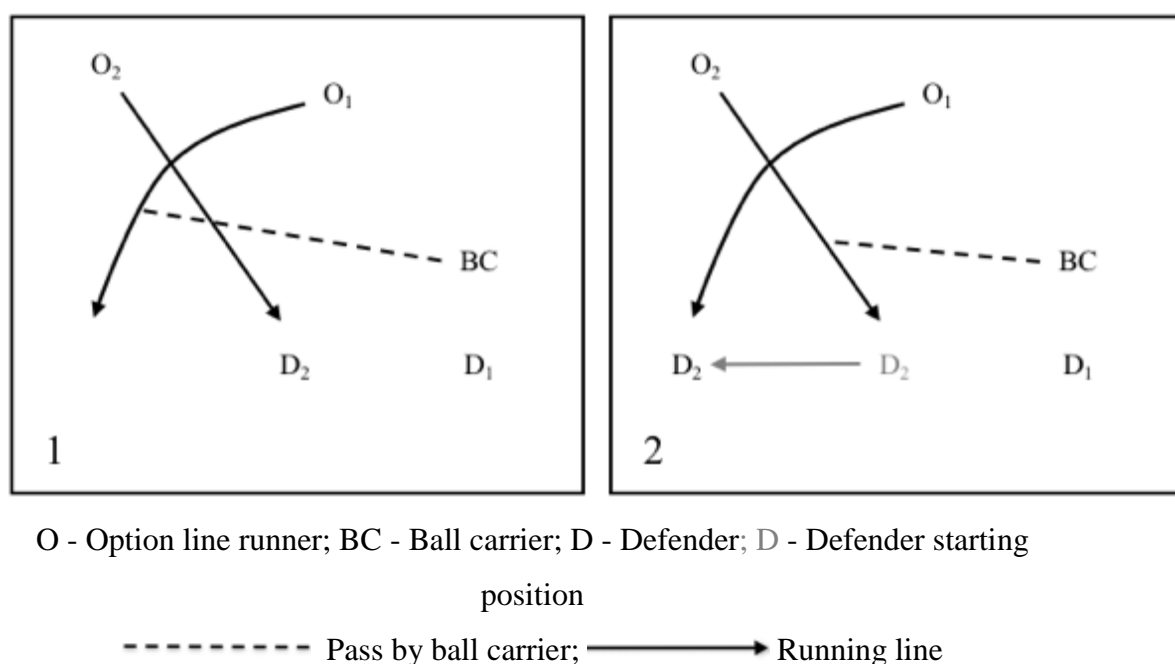 O₂ O₂
O₁ O₁
BC BC
D₂ D₁ D₂ D₂ D₁
1 2
O - Option line runner; BC - Ball carrier; D - Defender; D - Defender starting
position
Pass by ball carrier; Running line